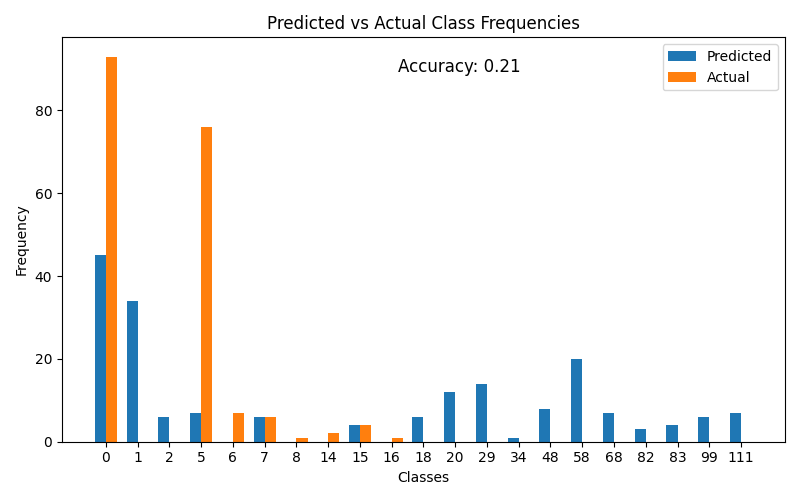 Predicted vs Actual Class Frequencies
Accuracy: 0.21
Predicted
Actual
Frequency
80
60
40
20
0
0 1 2 5 6 7 8 14 15 16 18 20 29 34 48 58 68 82 83 99 111
Classes